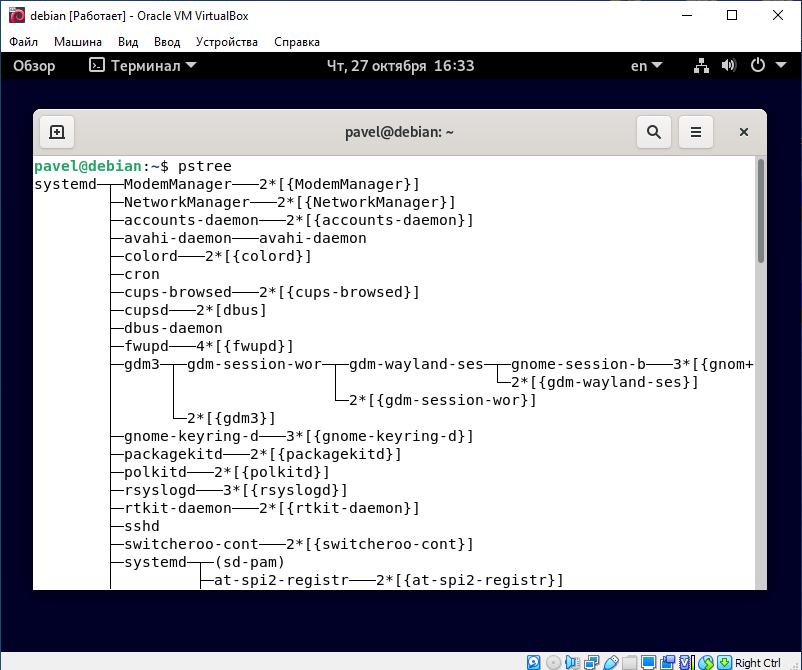 debian [Работает] - Oracle VM VirtualBox
Файл Машина Вид Ввод Устройства Справка
Обзор Терминал Чт, 27 октября 16:33 en
pavel@debian: ~
pavel@debian:~$ pstree
systemd─┬─ModemManager───2*[{ModemManager}]
        ├─NetworkManager───2*[{NetworkManager}]
        ├─accounts-daemon───2*[{accounts-daemon}]
        ├─avahi-daemon───avahi-daemon
        ├─colord───2*[{colord}]
        ├─cron
        ├─cups-browsed───2*[{cups-browsed}]
        ├─cupsd───2*[dbus]
        ├─dbus-daemon
        ├─fwupd───4*[{fwupd}]
        ├─gdm3─┬─gdm-session-wor─┬─gdm-wayland-ses─┬─gnome-session-b───3*[{gnom+
        │      │                 │                 └─2*[{gdm-wayland-ses}]
        │      │                 └─2*[{gdm-session-wor}]
        │      └─2*[{gdm3}]
        ├─gnome-keyring-d───3*[{gnome-keyring-d}]
        ├─packagekitd───2*[{packagekitd}]
        ├─polkitd───2*[{polkitd}]
        ├─rsyslogd───3*[{rsyslogd}]
        ├─rtkit-daemon───2*[{rtkit-daemon}]
        ├─sshd
        ├─switcheroo-cont───2*[{switcheroo-cont}]
        ├─systemd─┬─(sd-pam)
        │         ├─at-spi2-registr───2*[{at-spi2-registr}]
Right Ctrl